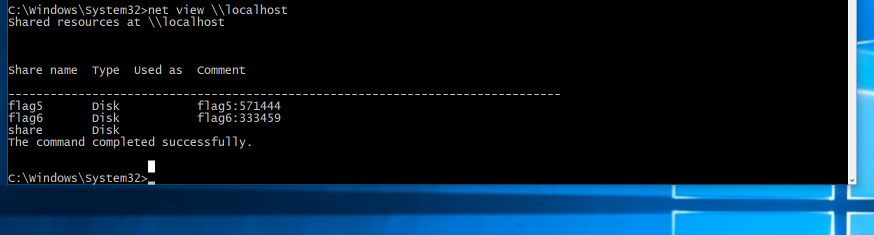 C:\Windows\System32>net view \\localhost
Shared resources at \\localhost
Share name  Type  Used as  Comment
-------------------------------------------------------------------------------
flag5       Disk           flag5:571444
flag6       Disk           flag6:333459
share       Disk
The command completed successfully.
C:\Windows\System32>